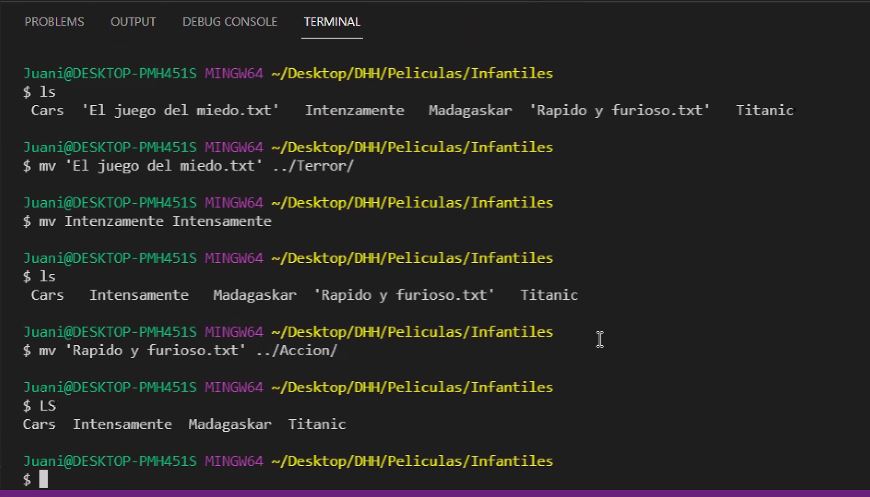 PROBLEMS OUTPUT DEBUG CONSOLE TERMINAL
Juani@DESKTOP-PMH451S MINGW64 ~/Desktop/DHH/Peliculas/Infantiles
$ ls
Cars 'El juego del miedo.txt' Intenzamente Madagaskar 'Rapido y furioso.txt' Titanic
Juani@DESKTOP-PMH451S MINGW64 ~/Desktop/DHH/Peliculas/Infantiles
$ mv 'El juego del miedo.txt' ../Terror/
Juani@DESKTOP-PMH451S MINGW64 ~/Desktop/DHH/Peliculas/Infantiles
$ mv Intenzamente Intensamente
Juani@DESKTOP-PMH451S MINGW64 ~/Desktop/DHH/Peliculas/Infantiles
$ ls
Cars Intensamente Madagaskar 'Rapido y furioso.txt' Titanic
Juani@DESKTOP-PMH451S MINGW64 ~/Desktop/DHH/Peliculas/Infantiles
$ mv 'Rapido y furioso.txt' ../Accion/
Juani@DESKTOP-PMH451S MINGW64 ~/Desktop/DHH/Peliculas/Infantiles
$ LS
Cars Intensamente Madagaskar Titanic
Juani@DESKTOP-PMH451S MINGW64 ~/Desktop/DHH/Peliculas/Infantiles
$